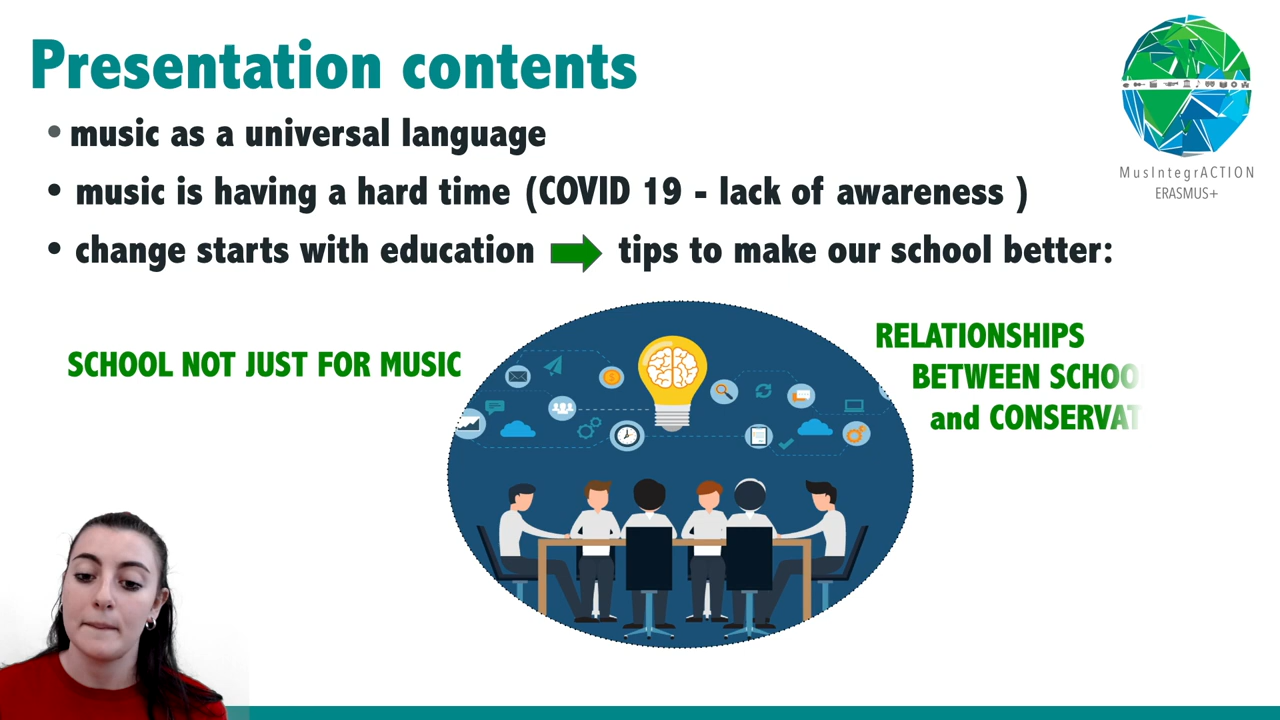 Presentation contents
• music as a universal language
• music is having a hard time (COVID 19 - lack of awareness )
• change starts with education tips to make our school better:
MusIntegrACTION
ERASMUS+
SCHOOL NOT JUST FOR MUSIC
RELATIONSHIPS
BETWEEN SCHOO
and CONSERVAT